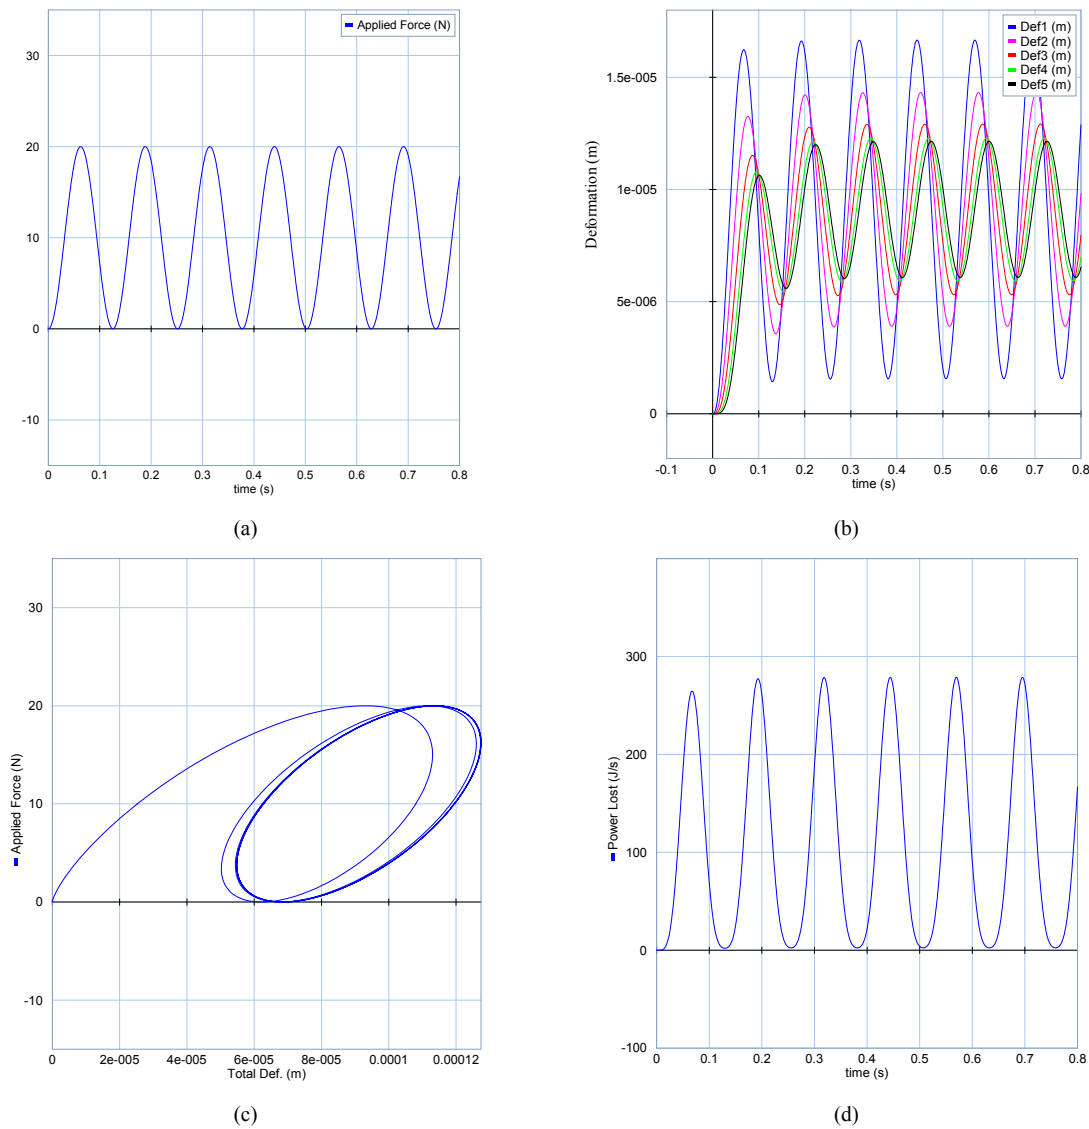 Applied Force (N)
30
20
10
0
-10
0 0.1 0.2 0.3 0.4 0.5 0.6 0.7 0.8
time (s)
(a)
Def1 (m)
Def2 (m)
Def3 (m)
Def4 (m)
Def5 (m)
Deformation (m)
1.5e-005
1e-005
5e-006
0
-0.1 0 0.1 0.2 0.3 0.4 0.5 0.6 0.7 0.8
time (s)
(b)
Applied Force (N)
30
20
10
0
-10
0 2e-005 4e-005 6e-005 8e-005 0.0001 0.00012
Total Def. (m)
(c)
Power Lost (J/s)
300
200
100
0
-100
0 0.1 0.2 0.3 0.4 0.5 0.6 0.7 0.8
time (s)
(d)